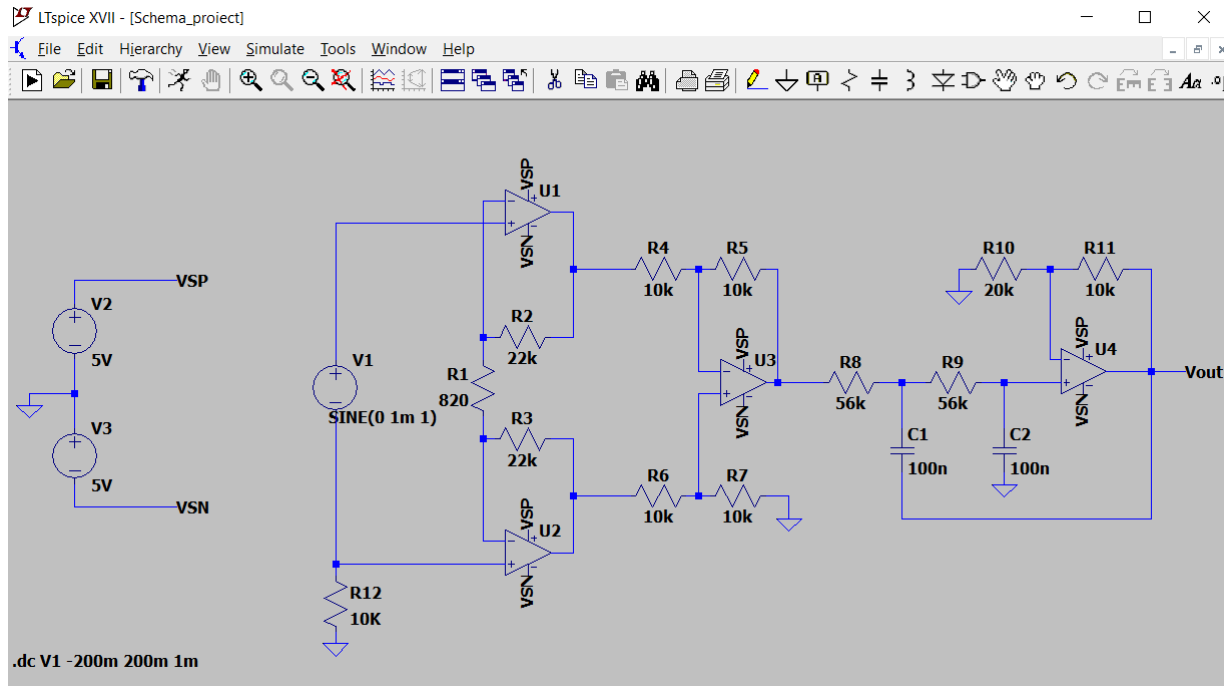 LTspice XVII - [Schema_proiect]
File Edit Hierarchy View Simulate Tools Window Help
Aa .op
VSP
U1
VSN
R4
10k
R5
10k
R10
20k
R11
10k
VSP
V2
5V
R2
22k
V1
SINE(0 1m 1)
R1
820
VSP
U3
VSN
R8
56k
R9
56k
VSP
U4
VSN
Vout
V3
5V
VSN
R3
22k
C1
100n
C2
100n
R6
10k
R7
10k
VSP
U2
VSN
R12
10K
.dc V1 -200m 200m 1m